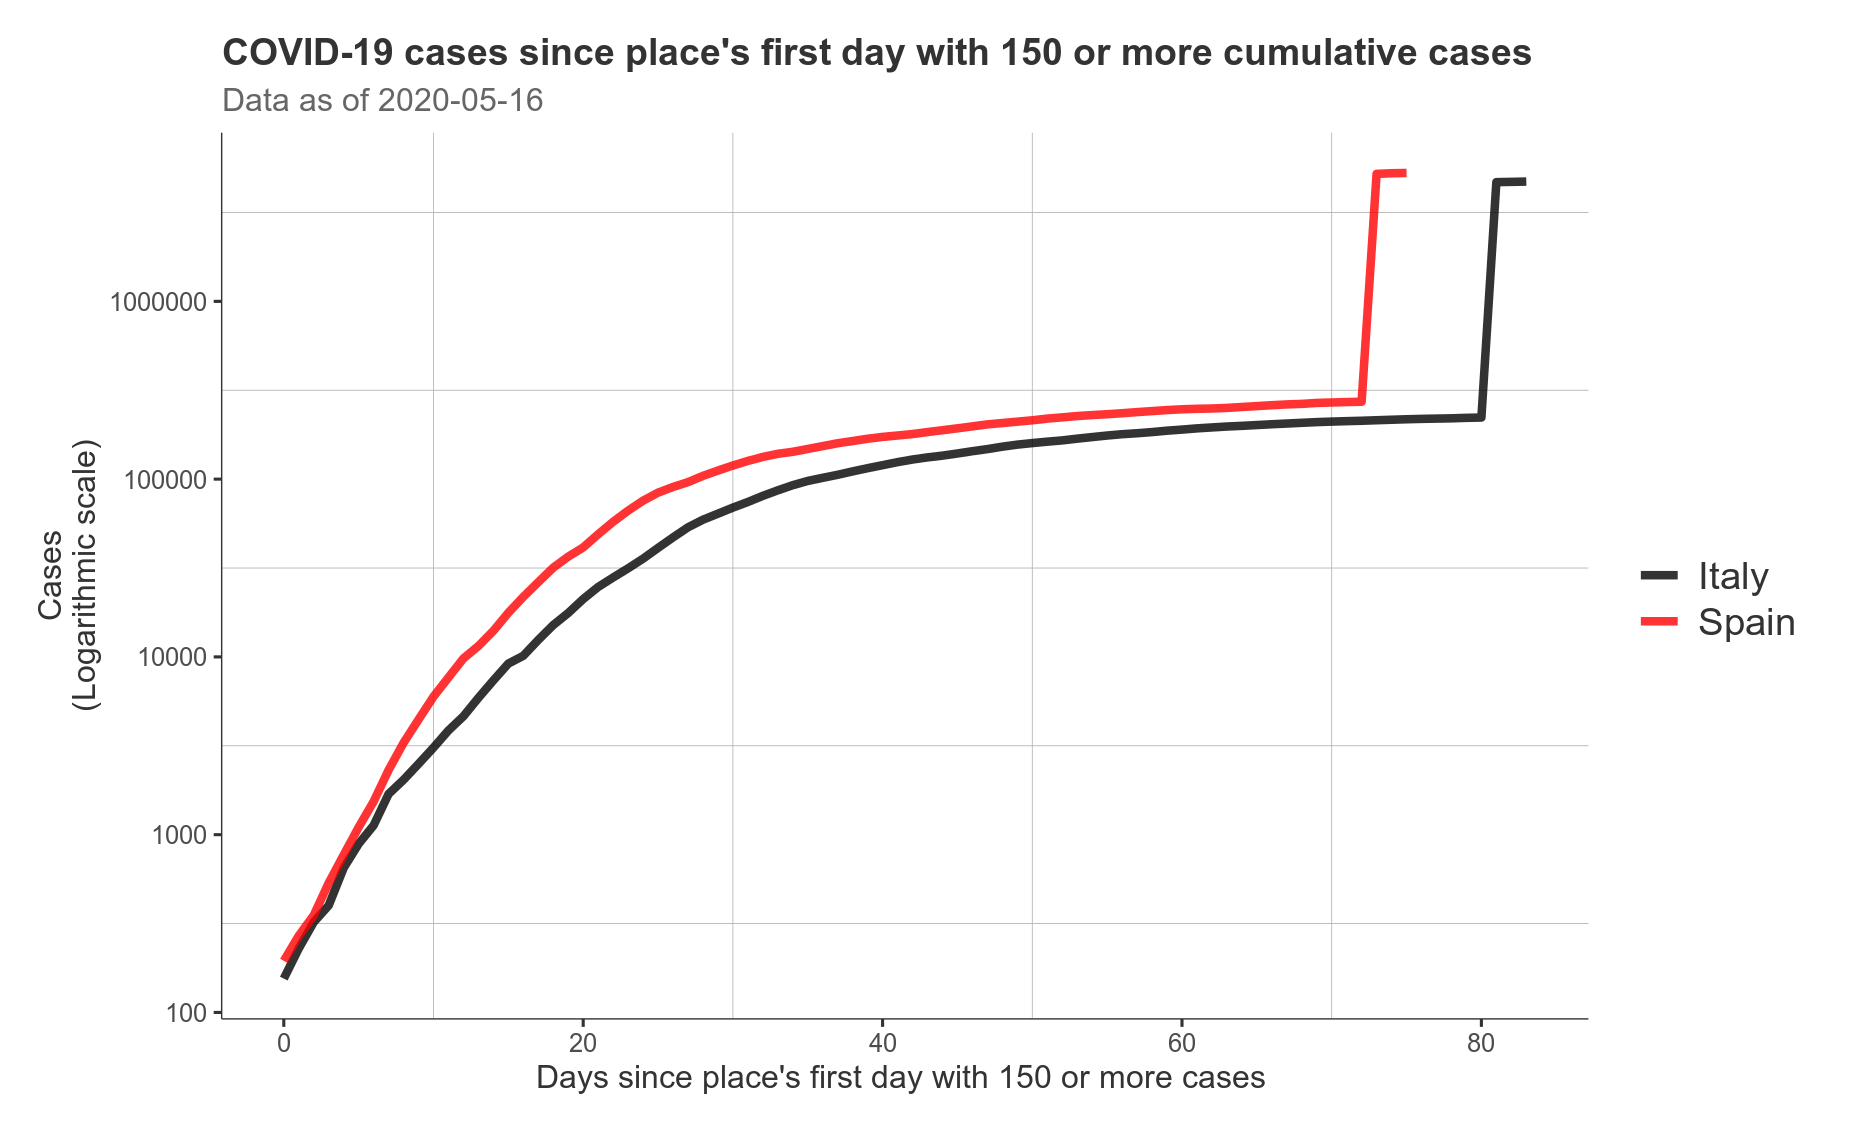 COVID-19 cases since place's first day with 150 or more cumulative cases
Data as of 2020-05-16
Cases
(Logarithmic scale)
1000000
100000
10000
1000
100
0
20
40
60
80
Days since place's first day with 150 or more cases
Italy
Spain